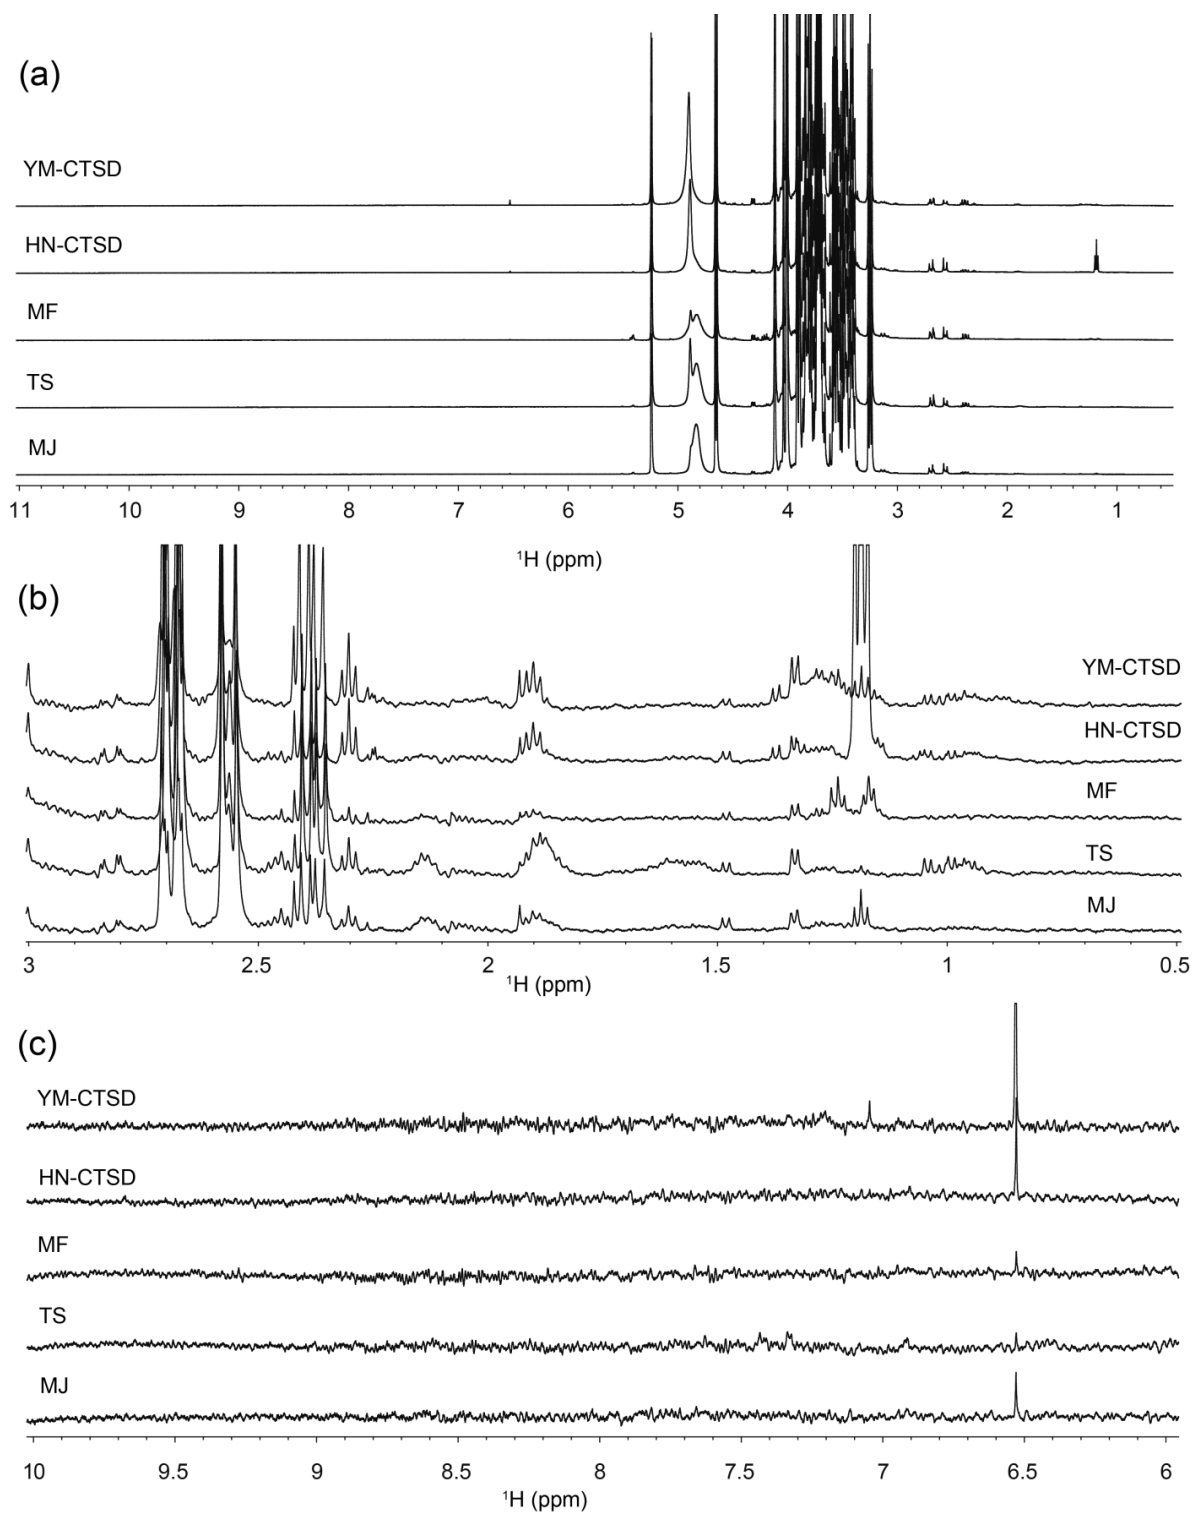 (a)
YM-CTSD
HN-CTSD
MF
TS
MJ
11 10 9 8 7 6 5 4 3 2 1
¹H (ppm)
(b)
YM-CTSD
HN-CTSD
MF
TS
MJ
3 2.5 2 1.5 1 0.5
¹H (ppm)
(c)
YM-CTSD
HN-CTSD
MF
TS
MJ
10 9.5 9 8.5 8 7.5 7 6.5 6
¹H (ppm)